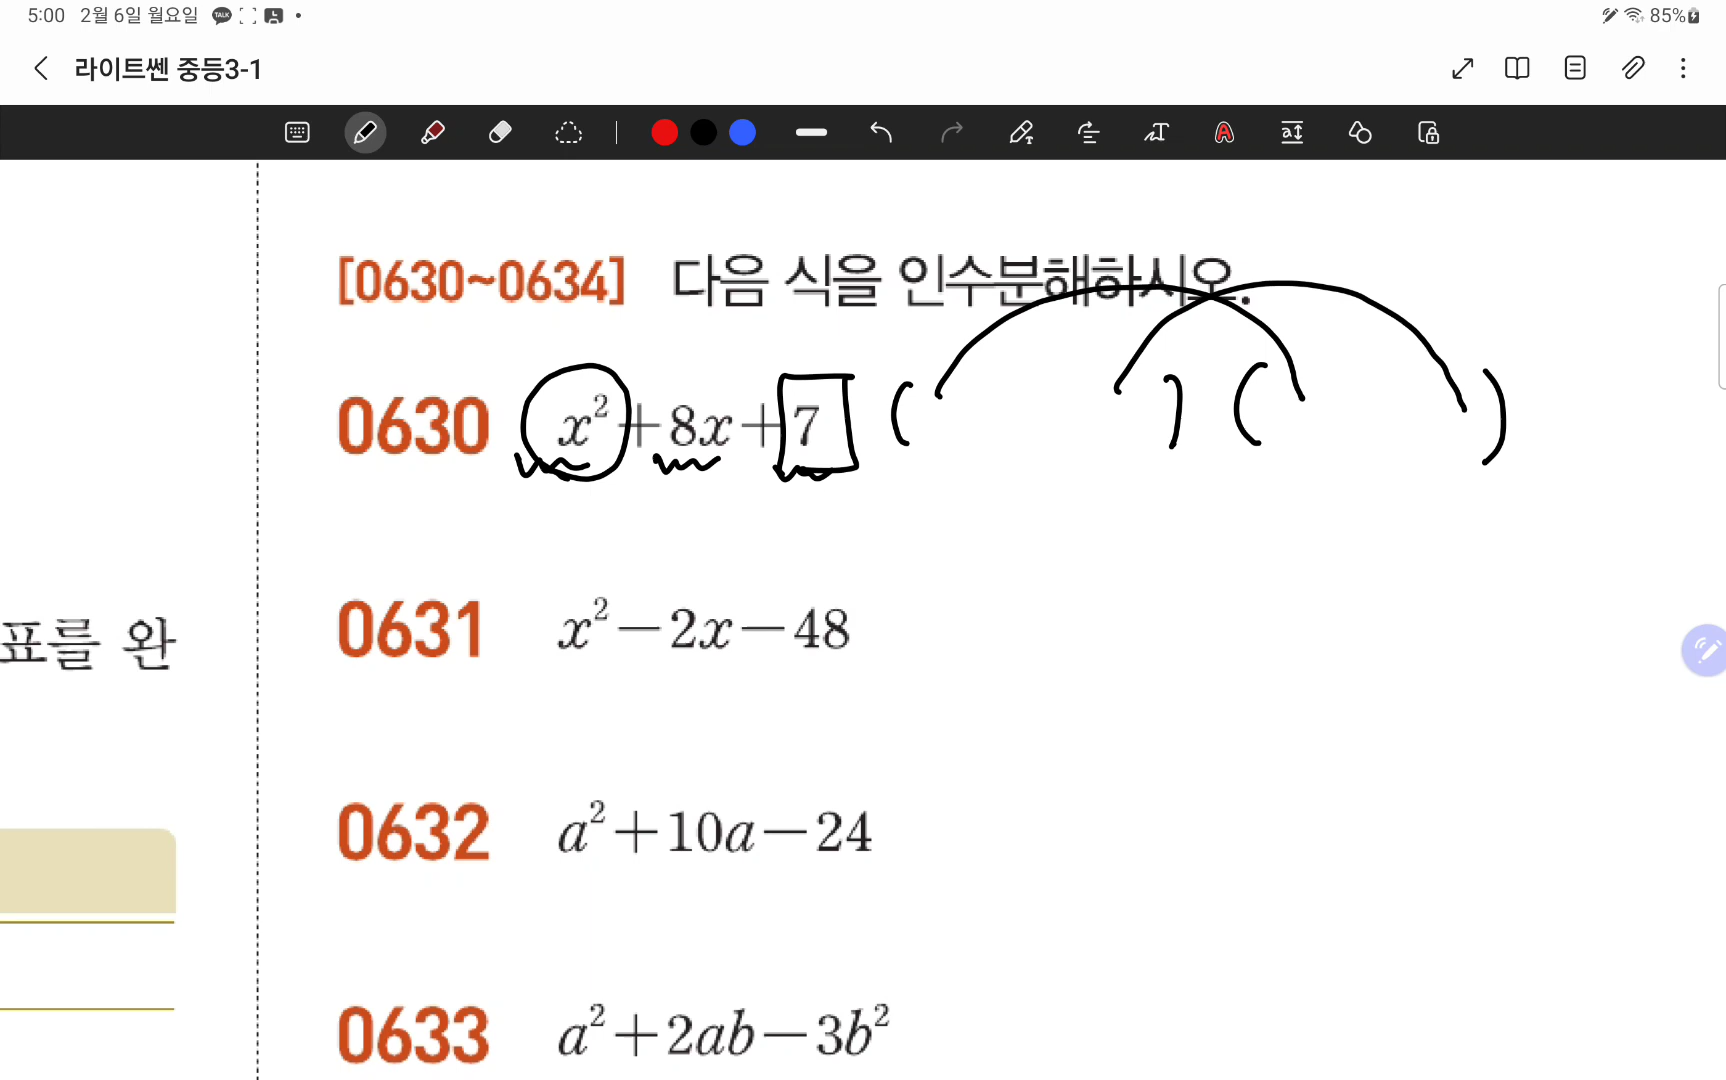 5:00 2월 6일 월요일 TALK 85%
라이트쎈 중등3-1
[0630~0634] 다음 식을 인수분해하시오.
0630 x²+8x+7 ( ) ( )
0631 x²-2x-48
표를 완
0632 a²+10a-24
0633 a²+2ab-3b²